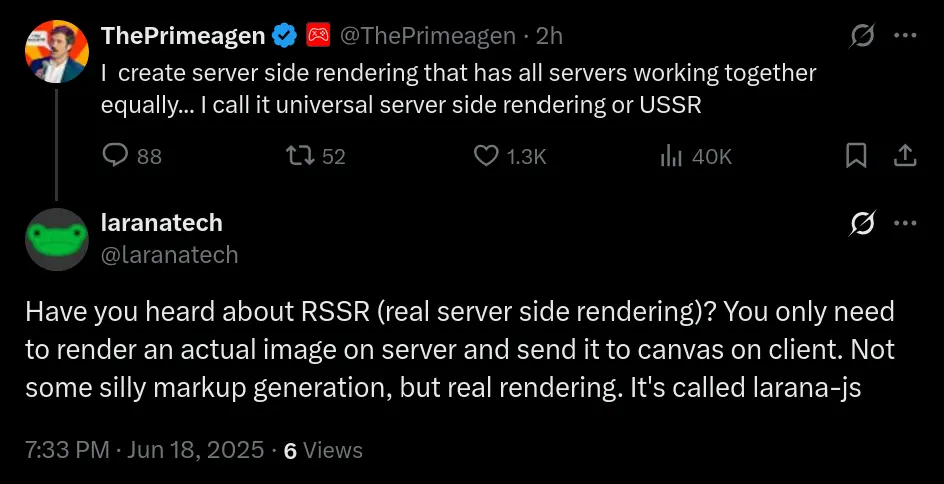 ThePrimeagen @ThePrimeagen · 2h
I create server side rendering that has all servers working together
equally... I call it universal server side rendering or USSR
88 52 1.3K 40K
laranatech
@laranatech
Have you heard about RSSR (real server side rendering)? You only need
to render an actual image on server and send it to canvas on client. Not
some silly markup generation, but real rendering. It's called larana-js
7:33 PM · Jun 18, 2025 · 6 Views